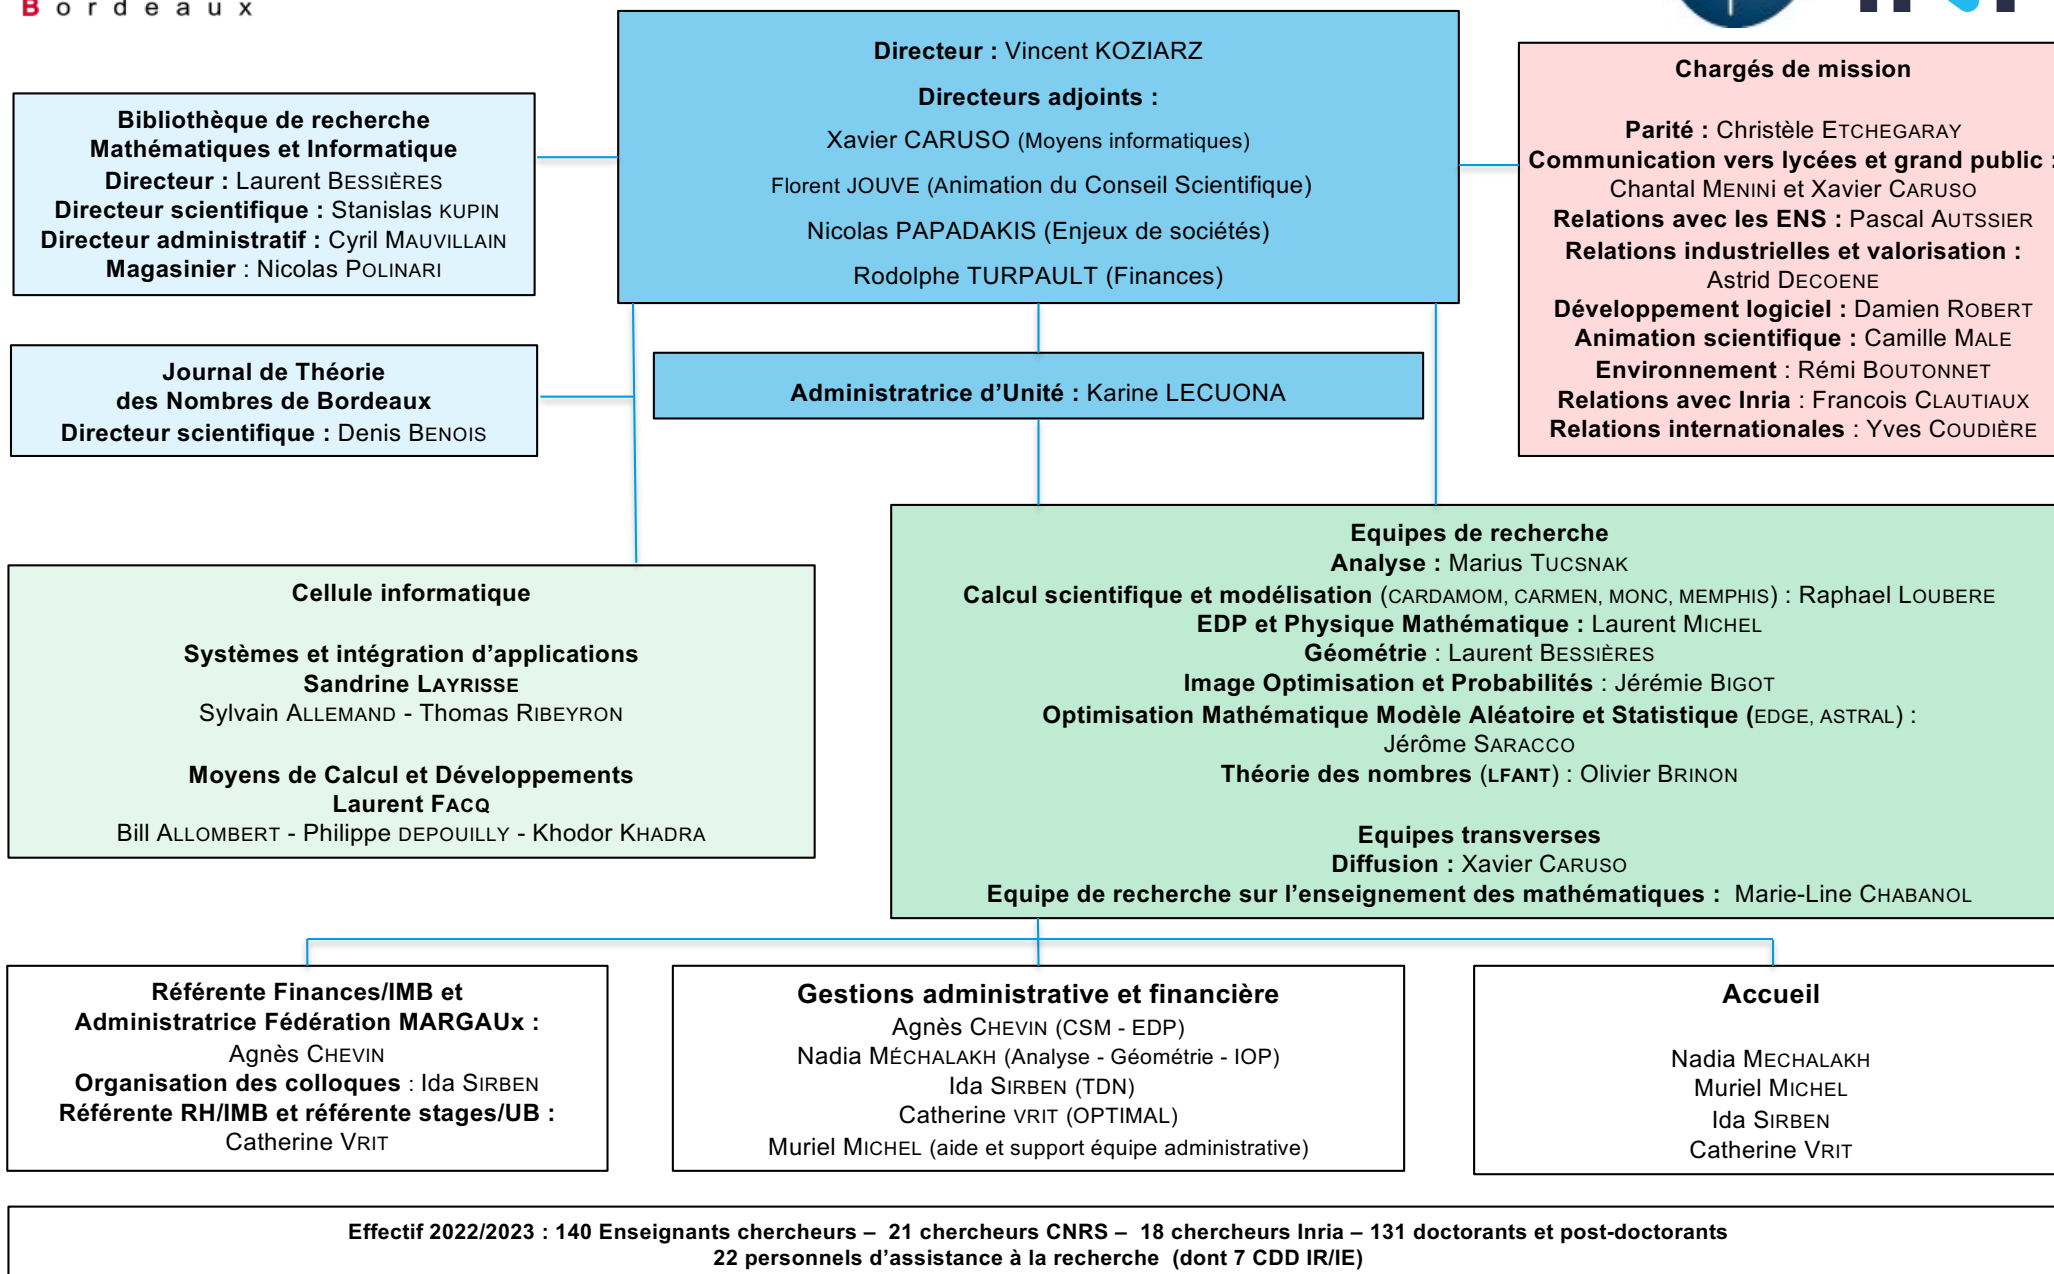 Bordeaux
Directeur : Vincent KOZIARZ
Directeurs adjoints :
Xavier CARUSO (Moyens informatiques)
Florent JOUVE (Animation du Conseil Scientifique)
Nicolas PAPADAKIS (Enjeux de sociétés)
Rodolphe TURPAULT (Finances)
Bibliothèque de recherche
Mathématiques et Informatique
Directeur : Laurent BESSIÈRES
Directeur scientifique : Stanislas KUPIN
Directeur administratif : Cyril MAUVILLAIN
Magasinier : Nicolas POLINARI
Chargés de mission
Parité : Christèle ETCHEGARAY
Communication vers lycées et grand public :
Chantal MENINi et Xavier CARUSO
Relations avec les ENS : Pascal AUTSSIER
Relations industrielles et valorisation :
Astrid DECOENE
Développement logiciel : Damien ROBERT
Animation scientifique : Camille MALE
Environnement : Rémi BOUTONNET
Relations avec Inria : Francois CLAUTIAUX
Relations internationales : Yves COUDIÈRE
Journal de Théorie
des Nombres de Bordeaux
Directeur scientifique : Denis BENOIS
Administratrice d'Unité : Karine LECUONA
Cellule informatique
Systèmes et intégration d'applications
Sandrine LAYRISSE
Sylvain ALLEMAND - Thomas RIBEYRON
Moyens de Calcul et Développements
Laurent FACQ
Bill ALLOMBERT - Philippe DEPOUILLY - Khodor KHADRA
Equipes de recherche
Analyse : Marius TUCSNAK
Calcul scientifique et modélisation (CARDAMOM, CARMEN, MONC, MEMPHIS) : Raphael LOUBERE
EDP et Physique Mathématique : Laurent MICHEL
Géométrie : Laurent BESSIÈRES
Image Optimisation et Probabilités : Jérémie BIGOT
Optimisation Mathématique Modèle Aléatoire et Statistique (EDGE, ASTRAL) :
Jérôme SARACCO
Théorie des nombres (LFANT) : Olivier BRINON
Equipes transverses
Diffusion : Xavier CARUSO
Equipe de recherche sur l'enseignement des mathématiques : Marie-Line CHABANOL
Référente Finances/IMB et
Administratrice Fédération MARGAUx :
Agnès CHEVIN
Organisation des colloques : Ida SIRBEN
Référente RH/IMB et référente stages/UB :
Catherine VRIT
Gestions administrative et financière
Agnès CHEVIN (CSM - EDP)
Nadia MÉCHALAKH (Analyse - Géométrie - IOP)
Ida SIRBEN (TDN)
Catherine VRIT (OPTIMAL)
Muriel MICHEL (aide et support équipe administrative)
Accueil
Nadia MECHALAKH
Muriel MICHEL
Ida SIRBEN
Catherine VRIT
Effectif 2022/2023 : 140 Enseignants chercheurs – 21 chercheurs CNRS – 18 chercheurs Inria – 131 doctorants et post-doctorants
22 personnels d'assistance à la recherche (dont 7 CDD IR/IE)